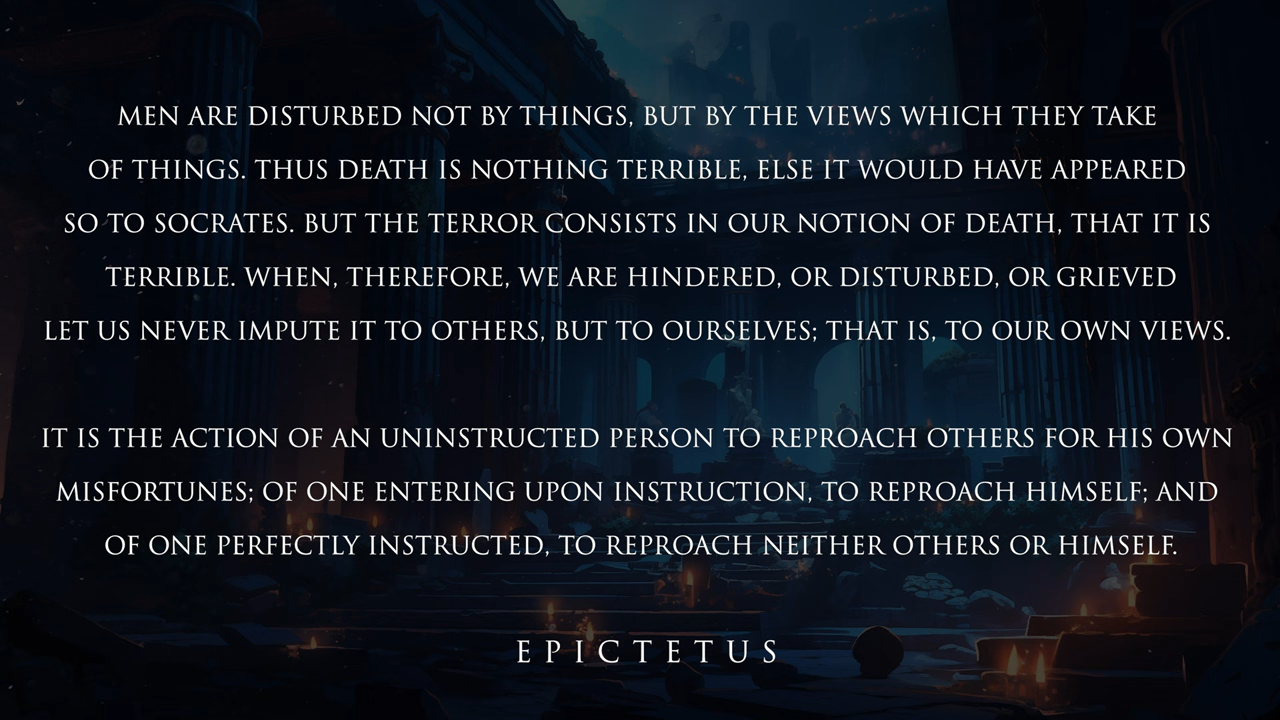 MEN ARE DISTURBED NOT BY THINGS, BUT BY THE VIEWS WHICH THEY TAKE
OF THINGS. THUS DEATH IS NOTHING TERRIBLE, ELSE IT WOULD HAVE APPEARED
SO TO SOCRATES. BUT THE TERROR CONSISTS IN OUR NOTION OF DEATH, THAT IT IS
TERRIBLE. WHEN, THEREFORE, WE ARE HINDERED, OR DISTURBED, OR GRIEVED
LET US NEVER IMPUTE IT TO OTHERS, BUT TO OURSELVES; THAT IS, TO OUR OWN VIEWS.
IT IS THE ACTION OF AN UNINSTRUCTED PERSON TO REPROACH OTHERS FOR HIS OWN
MISFORTUNES; OF ONE ENTERING UPON INSTRUCTION, TO REPROACH HIMSELF; AND
OF ONE PERFECTLY INSTRUCTED, TO REPROACH NEITHER OTHERS OR HIMSELF.
EPICTETUS